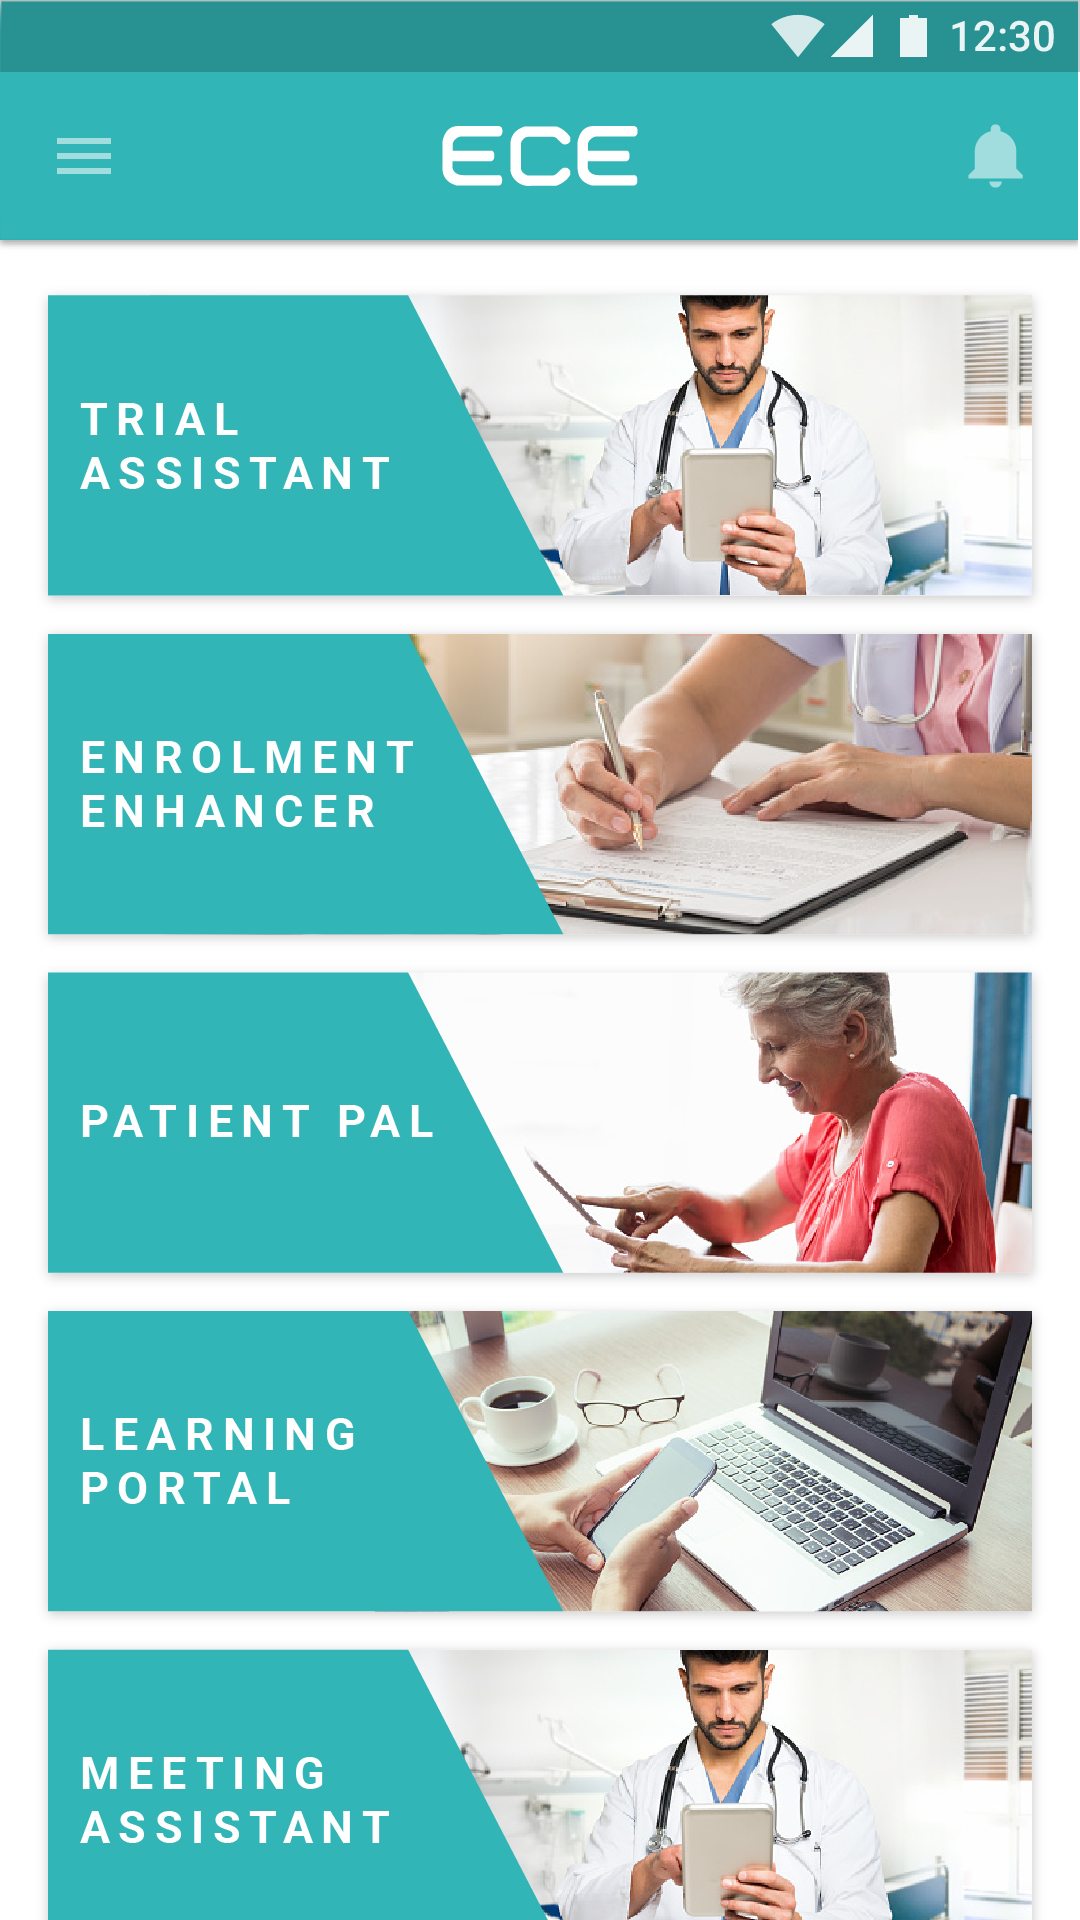 12:30
ECE
TRIAL
ASSISTANT
ENROLMENT
ENHANCER
PATIENT PAL
LEARNING
PORTAL
MEETING
ASSISTANT